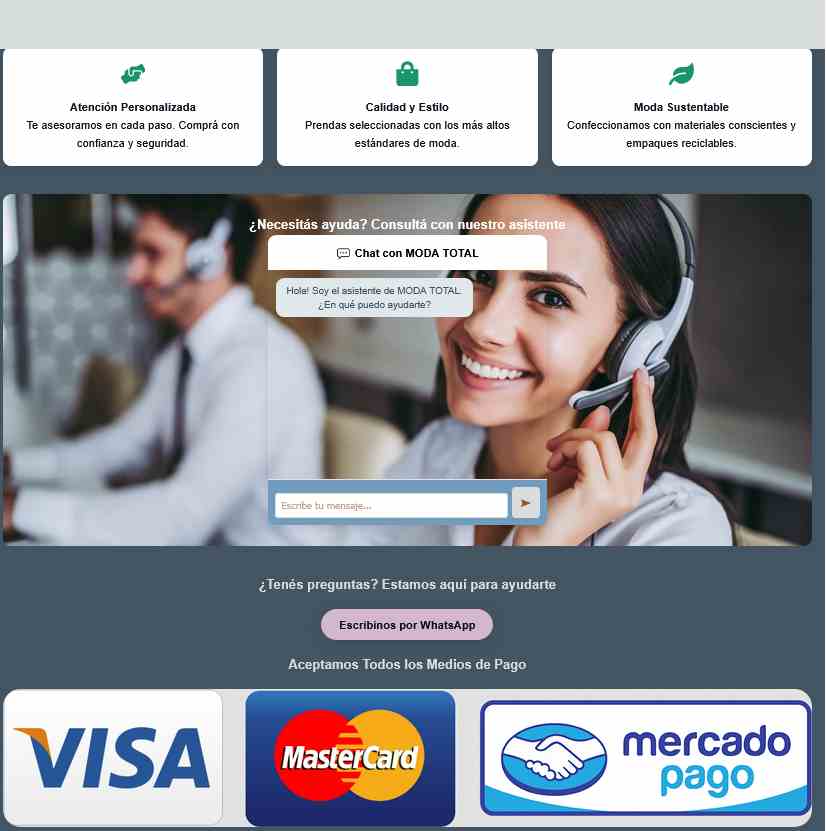 Atención Personalizada
Te asesoramos en cada paso. Comprá con
confianza y seguridad.
Calidad y Estilo
Prendas seleccionadas con los más altos
estándares de moda.
Moda Sustentable
Confeccionamos con materiales conscientes y
empaques reciclables.
¿Necesitás ayuda? Consultá con nuestro asistente
Chat con MODA TOTAL
Hola! Soy el asistente de MODA TOTAL.
¿En qué puedo ayudarte?
Escribe tu mensaje...
¿Tenés preguntas? Estamos aquí para ayudarte
Escribinos por WhatsApp
Aceptamos Todos los Medios de Pago
VISA
MasterCard
mercado
pago